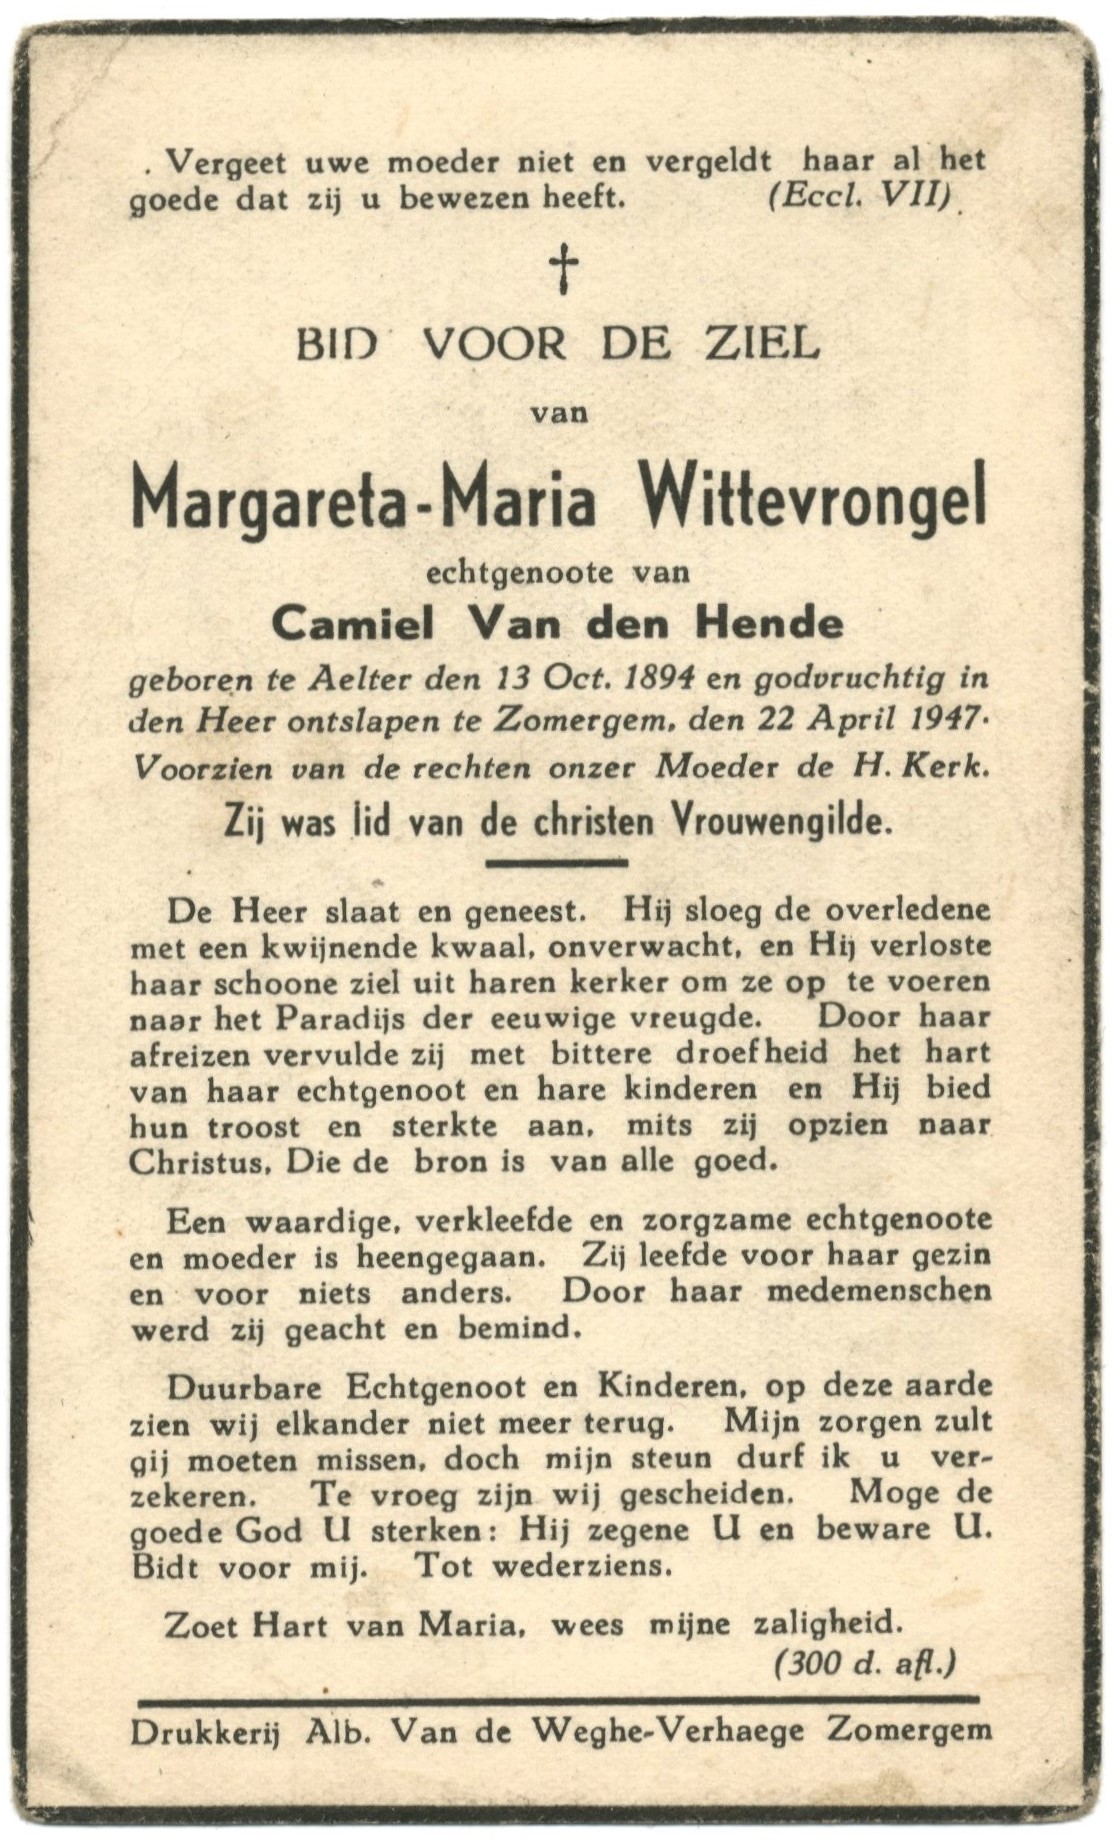 Vergeet uwe moeder niet en vergeldt haar al het
goede dat zij u bewezen heeft. (Eccl. VII)
BID VOOR DE ZIEL
van
Margareta-Maria Wittevrongel
echtgenoote van
Camiel Van den Hende
geboren te Aelter den 13 Oct. 1894 en godvruchtig in
den Heer ontslapen te Zomergem, den 22 April 1947.
Voorzien van de rechten onzer Moeder de H. Kerk.
Zij was lid van de christen Vrouwengilde.
De Heer slaat en geneest. Hij sloeg de overledene
met een kwijnende kwaal, onverwacht, en Hij verloste
haar schoone ziel uit haren kerker om ze op te voeren
naar het Paradijs der eeuwige vreugde. Door haar
afreizen vervulde zij met bittere droefheid het hart
van haar echtgenoot en hare kinderen en Hij bied
hun troost en sterkte aan, mits zij opzien naar
Christus, Die de bron is van alle goed.
Een waardige, verkleefde en zorgzame echtgenoote
en moeder is heengegaan. Zij leefde voor haar gezin
en voor niets anders. Door haar medemenschen
werd zij geacht en bemind.
Duurbare Echtgenoot en Kinderen, op deze aarde
zien wij elkander niet meer terug. Mijn zorgen zult
gij moeten missen, doch mijn steun durf ik u ver-
zekeren. Te vroeg zijn wij gescheiden. Moge de
goede God U sterken: Hij zegene U en beware U.
Bidt voor mij. Tot wederziens.
Zoet Hart van Maria, wees mijne zaligheid.
(300 d. afl.)
Drukkerij Alb. Van de Weghe-Verhaege Zomergem